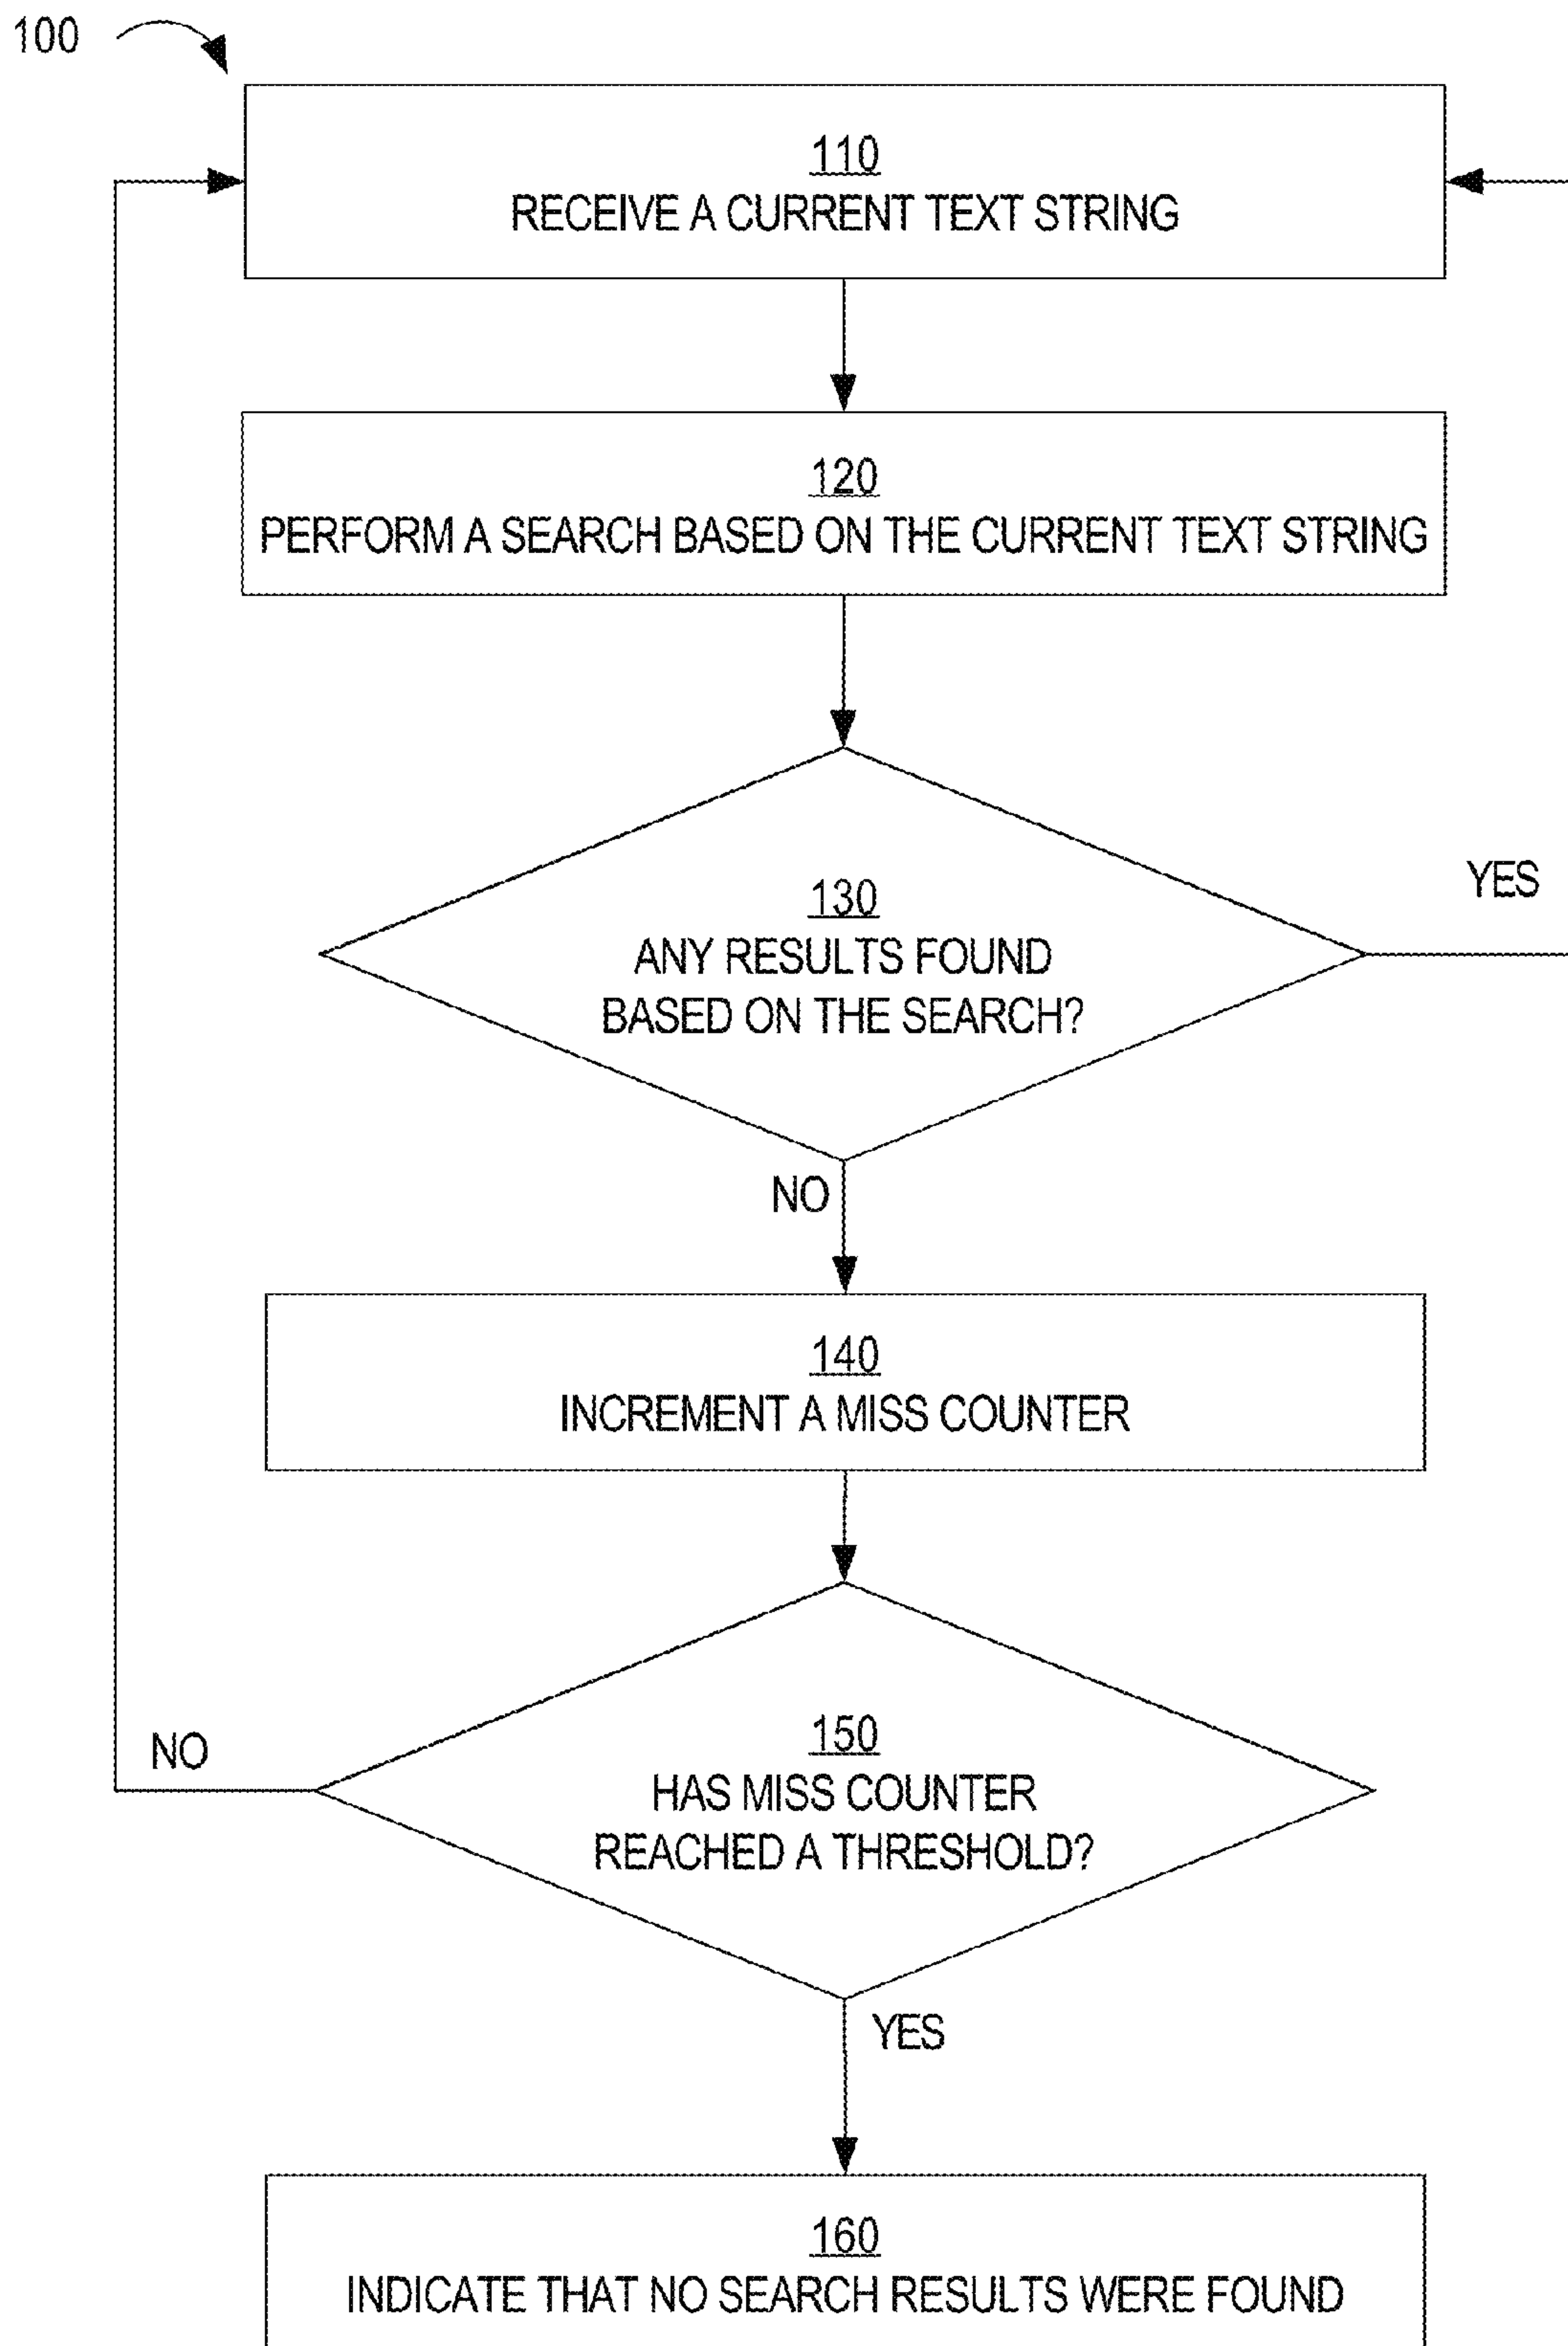 100
110
RECEIVE A CURRENT TEXT STRING
120
PERFORM A SEARCH BASED ON THE CURRENT TEXT STRING
130
ANY RESULTS FOUND
BASED ON THE SEARCH?
YES
NO
140
INCREMENT A MISS COUNTER
150
HAS MISS COUNTER
REACHED A THRESHOLD?
NO
YES
160
INDICATE THAT NO SEARCH RESULTS WERE FOUND